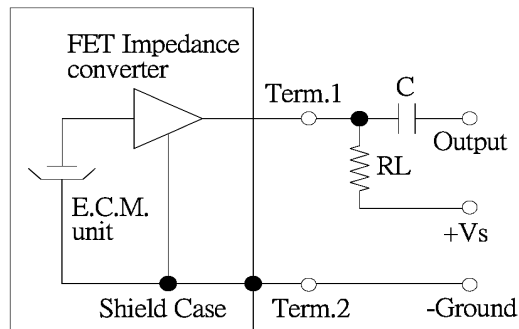 FET Impedance
converter
Term.1
C
Output
RL
E.C.M.
unit
+Vs
Shield Case
Term.2
-Ground